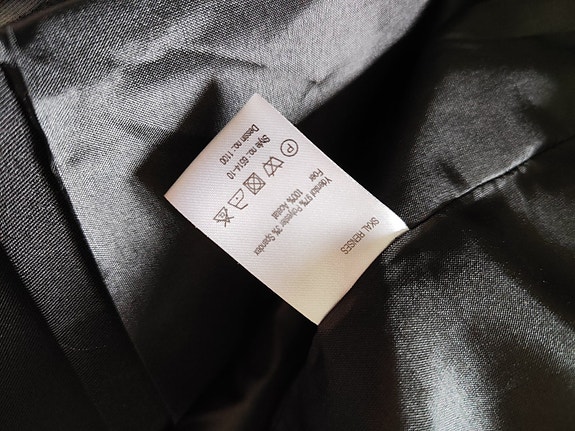 SKAL RENSES
Yderstof 97% Polyester 3% Spandex
Foer 100% Acetat
P
Style no.: 6514-10
Dessin no.: 1100